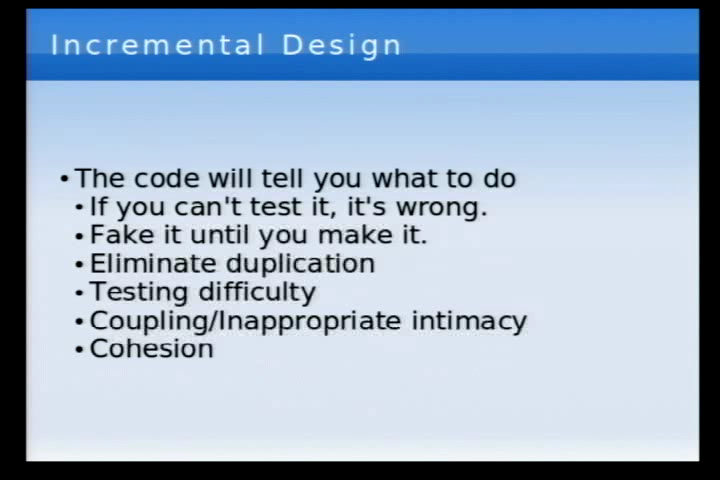 Incremental Design
•The code will tell you what to do
•If you can't test it, it's wrong.
•Fake it until you make it.
•Eliminate duplication
•Testing difficulty
•Coupling/Inappropriate intimacy
•Cohesion